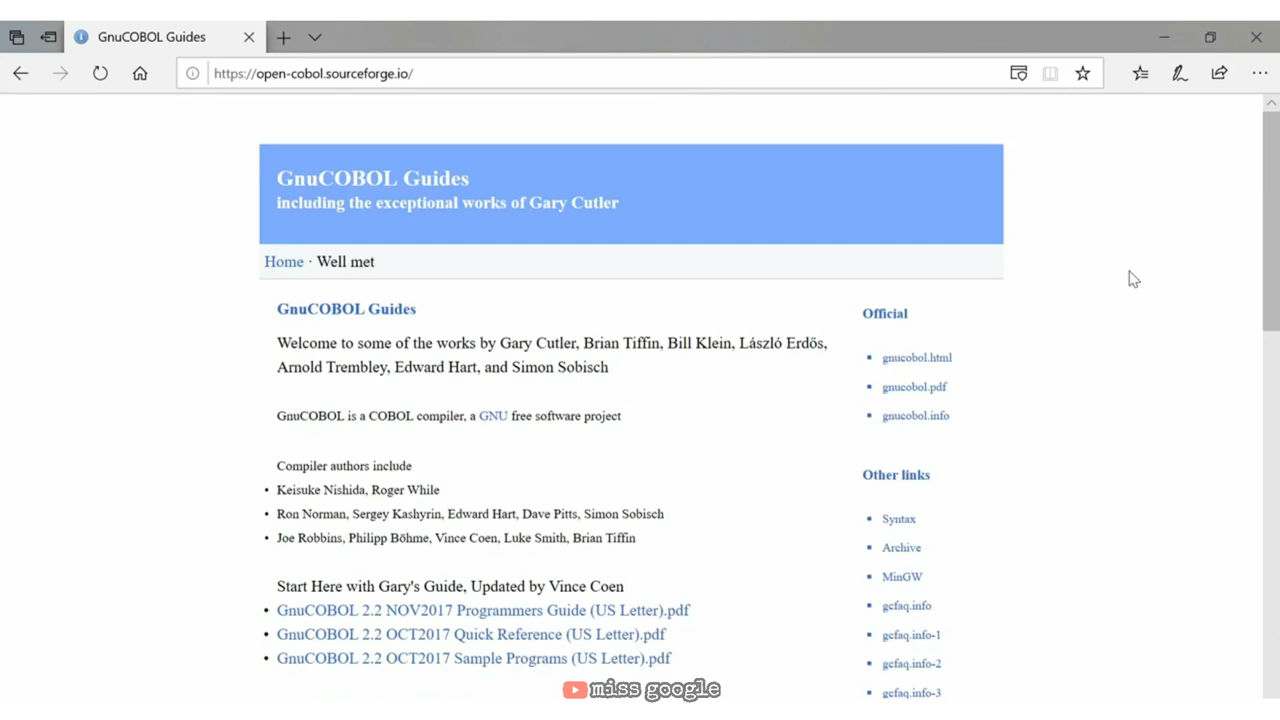 GnuCOBOL Guides
https://open-cobol.sourceforge.io/
GnuCOBOL Guides
including the exceptional works of Gary Cutler
Home · Well met
GnuCOBOL Guides
Welcome to some of the works by Gary Cutler, Brian Tiffin, Bill Klein, László Erdős,
Arnold Trembley, Edward Hart, and Simon Sobisch
GnuCOBOL is a COBOL compiler, a GNU free software project
Compiler authors include
• Keisuke Nishida, Roger While
• Ron Norman, Sergey Kashyrin, Edward Hart, Dave Pitts, Simon Sobisch
• Joe Robbins, Philipp Böhme, Vince Coen, Luke Smith, Brian Tiffin
Start Here with Gary's Guide, Updated by Vince Coen
• GnuCOBOL 2.2 NOV2017 Programmers Guide (US Letter).pdf
• GnuCOBOL 2.2 OCT2017 Quick Reference (US Letter).pdf
• GnuCOBOL 2.2 OCT2017 Sample Programs (US Letter).pdf
Official
▪ gnucobol.html
▪ gnucobol.pdf
▪ gnucobol.info
Other links
▪ Syntax
▪ Archive
▪ MinGW
▪ gcfaq.info
▪ gcfaq.info-1
▪ gcfaq.info-2
▪ gcfaq.info-3
miss google